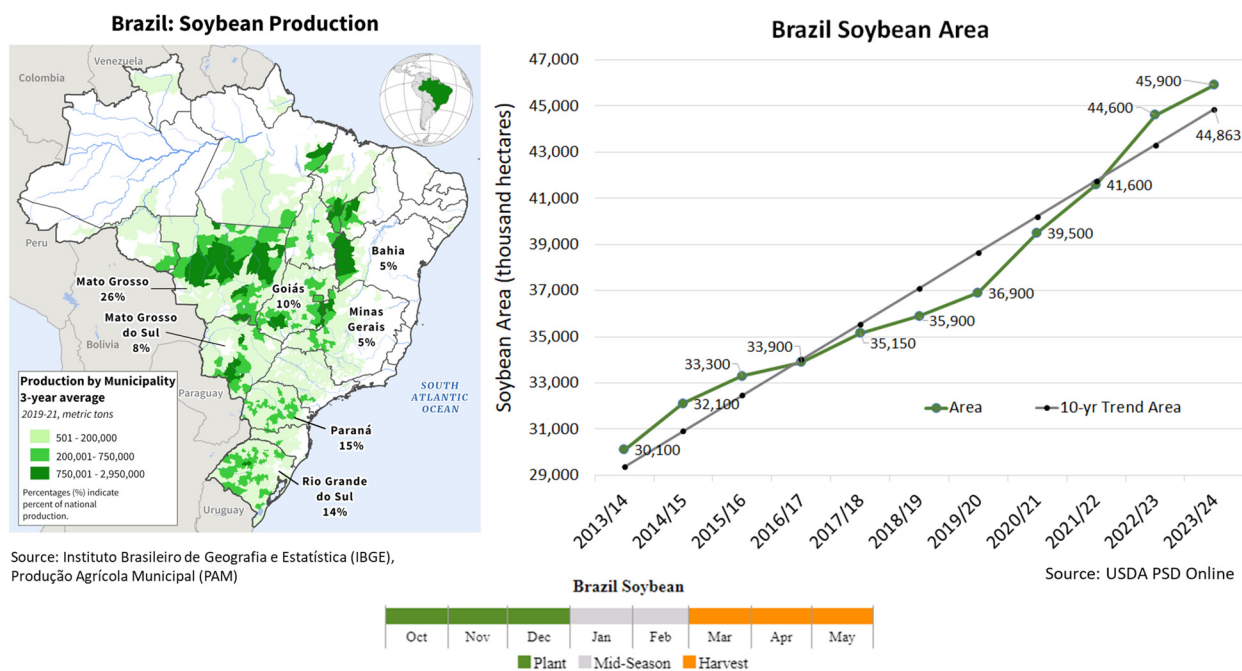 Brazil: Soybean Production
Venezuela
Colombia
Peru
Bolivia
Paraguay
Uruguay
Bahia
5%
Mato Grosso
26%
Goiás
10%
Mato Grosso
do Sul
8%
Minas
Gerais
5%
Paraná
15%
Rio Grande
do Sul
14%
SOUTH
ATLANTIC
OCEAN
Production by Municipality
3-year average
2019-21, metric tons
501 - 200,000
200,001- 750,000
750,001 - 2,950,000
Percentages (%) indicate
percent of national
production.
Source: Instituto Brasileiro de Geografia e Estatística (IBGE),
Produção Agrícola Municipal (PAM)
Brazil Soybean Area
Soybean Area (thousand hectares)
47,000
45,000
43,000
41,000
39,000
37,000
35,000
33,000
31,000
29,000
30,100
32,100
33,300
33,900
35,150
35,900
36,900
39,500
41,600
44,600
45,900
44,863
Area
10-yr Trend Area
2013/14
2014/15
2015/16
2016/17
2017/18
2018/19
2019/20
2020/21
2021/22
2022/23
2023/24
Source: USDA PSD Online
Brazil Soybean
Oct Nov Dec Jan Feb Mar Apr May
Plant Mid-Season Harvest